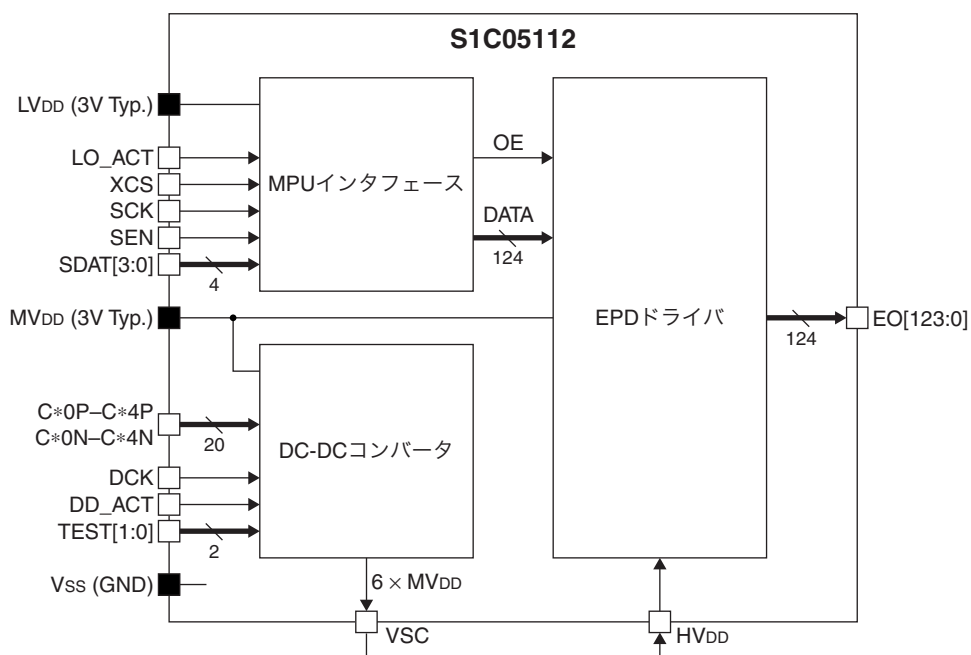 S1C05112
LVDD (3V Typ.)
LO_ACT
XCS
SCK
SEN
SDAT[3:0]
4
MPUインタフェース
OE
DATA
124
MVDD (3V Typ.)
EPDドライバ
124
EO[123:0]
C*0P–C*4P
C*0N–C*4N
20
DCK
DD_ACT
TEST[1:0]
2
DC-DCコンバータ
VSS (GND)
6 × MVDD
VSC
HVDD